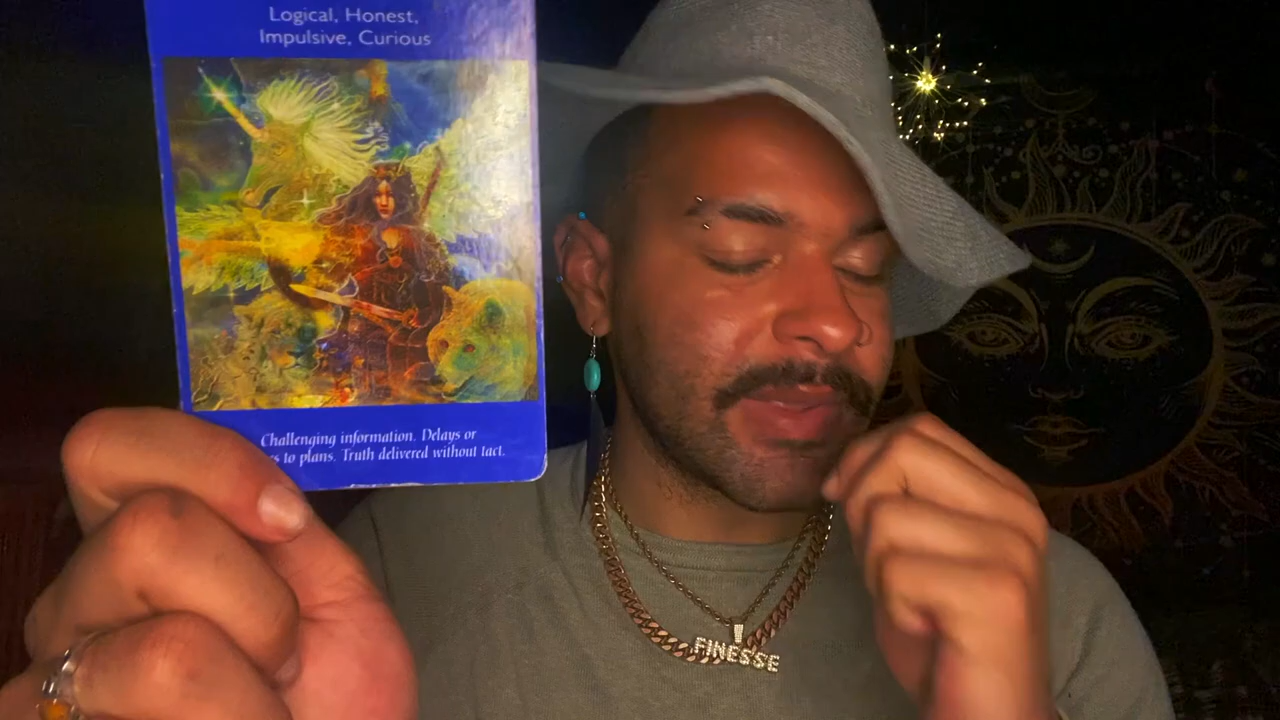 Logical, Honest,
Impulsive, Curious
Challenging information. Delays or
to plans. Truth delivered without tact.
FINESSE